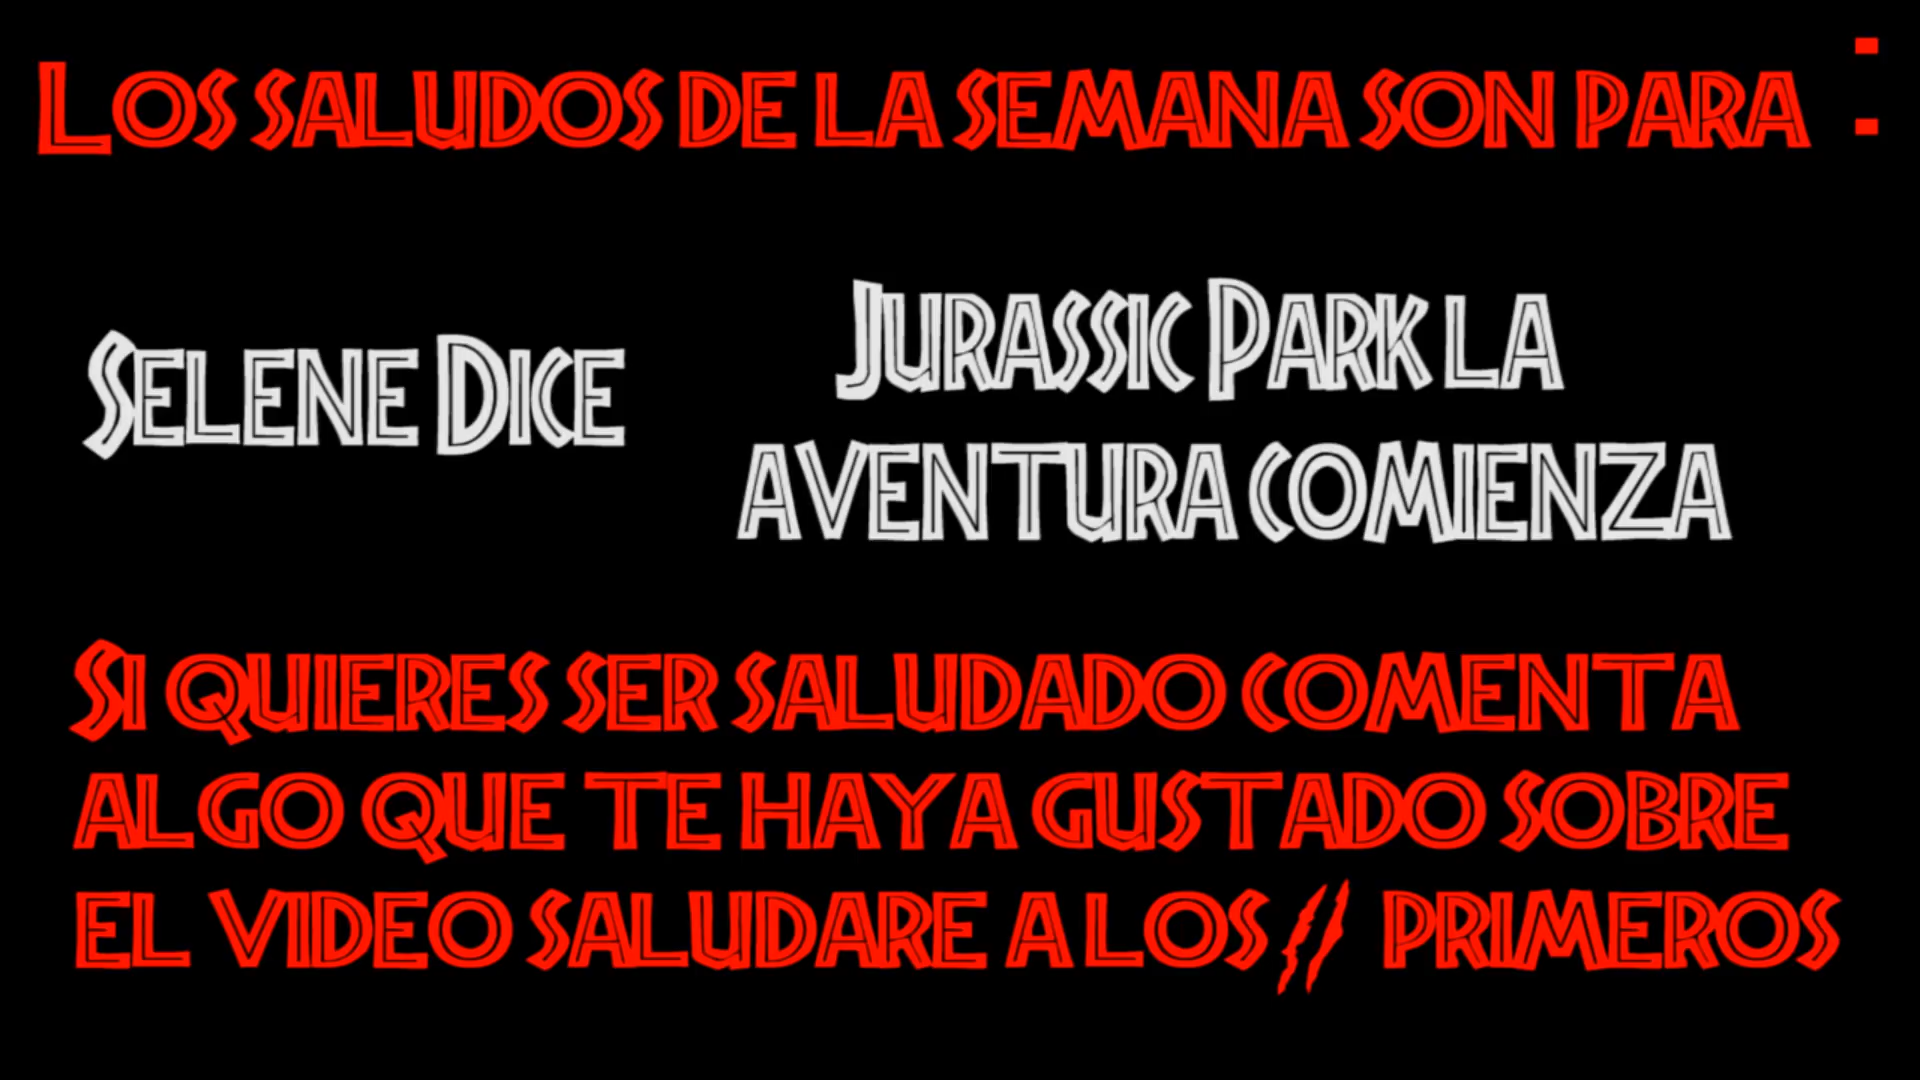 Los saludos de la semana son para :
Selene Dice
Jurassic Park la
aventura comienza
Si quieres ser saludado comenta
algo que te haya gustado sobre
el video saludare a los // primeros